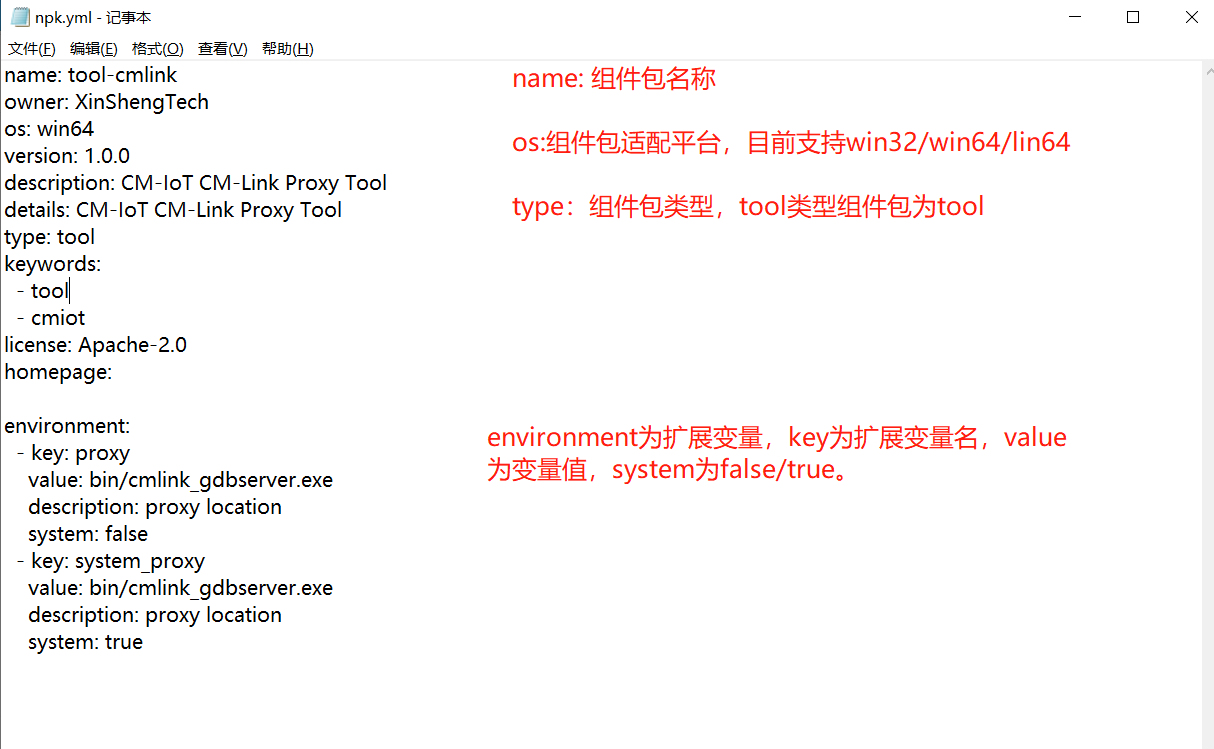 npk.yml - 记事本
文件(F) 编辑(E) 格式(O) 查看(V) 帮助(H)
name: tool-cmlink
owner: XinShengTech
os: win64
version: 1.0.0
description: CM-IoT CM-Link Proxy Tool
details: CM-IoT CM-Link Proxy Tool
type: tool
keywords:
- tool
- cmiot
license: Apache-2.0
homepage:
environment:
- key: proxy
value: bin/cmlink_gdbserver.exe
description: proxy location
system: false
- key: system_proxy
value: bin/cmlink_gdbserver.exe
description: proxy location
system: true
name: 组件包名称
os:组件包适配平台，目前支持win32/win64/lin64
type：组件包类型，tool类型组件包为tool
environment为扩展变量，key为扩展变量名，value
为变量值，system为false/true。